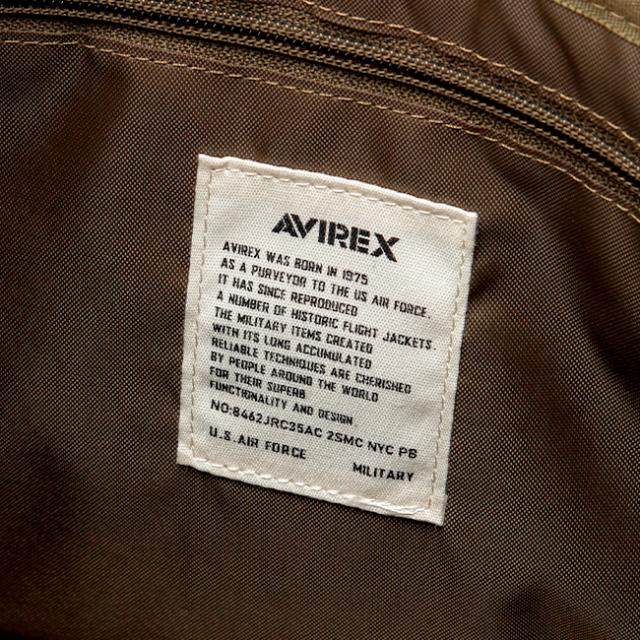 AVIREX
AVIREX WAS BORN IN 1975
AS A PURVEYOR TO THE US AIR FORCE.
IT HAS SINCE REPRODUCED
A NUMBER OF HISTORIC FLIGHT JACKETS.
THE MILITARY ITEMS CREATED
WITH ITS LONG ACCUMULATED
RELIABLE TECHNIQUES ARE CHERISHED
BY PEOPLE AROUND THE WORLD
FOR THEIR SUPERB
FUNCTIONALITY AND DESIGN
NO:8462JRC35AC 2SMC NYC PB
U.S.AIR FORCE MILITARY